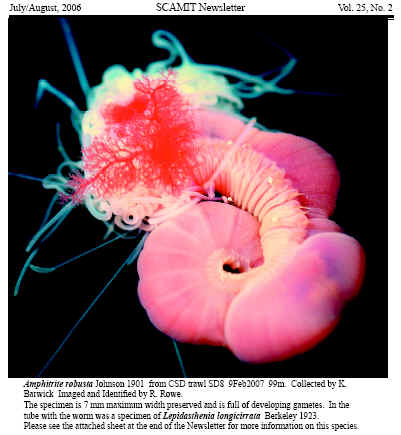 July/August, 2006 SCAMIT Newsletter Vol. 25, No. 2
Amphitrite robusta Johnson 1901 from CSD trawl SD8 9Feb2007 99m. Collected by K.
Barwick Imaged and Identified by R. Rowe.
The specimen is 7 mm maximum width preserved and is full of developing gametes. In the
tube with the worm was a specimen of Lepidasthenia longicirrata Berkeley 1923.
Please see the attached sheet at the end of the Newsletter for more information on this species.